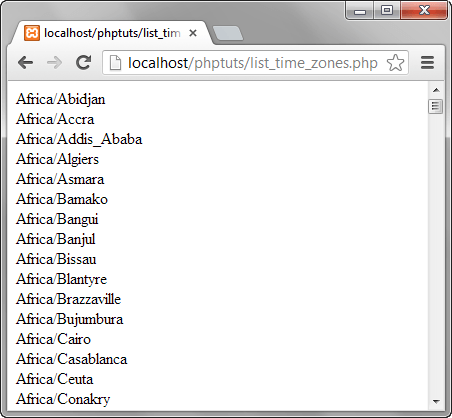 localhost/phptuts/list_tim
localhost/phptuts/list_time_zones.php
Africa/Abidjan
Africa/Accra
Africa/Addis_Ababa
Africa/Algiers
Africa/Asmara
Africa/Bamako
Africa/Bangui
Africa/Banjul
Africa/Bissau
Africa/Blantyre
Africa/Brazzaville
Africa/Bujumbura
Africa/Cairo
Africa/Casablanca
Africa/Ceuta
Africa/Conakry